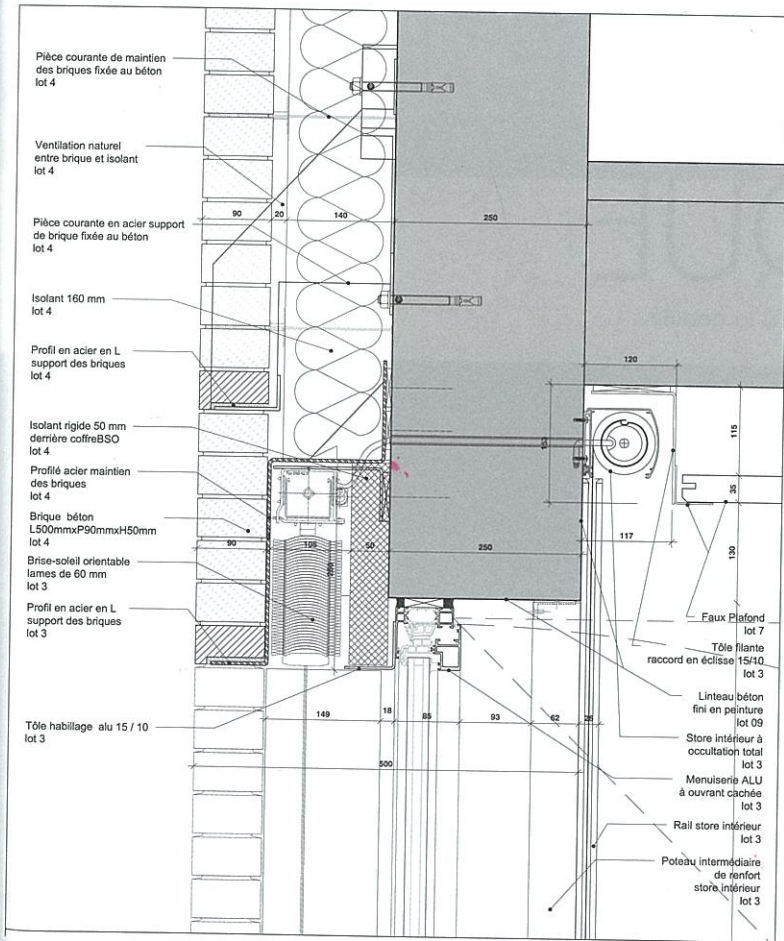 Pièce courante de maintien
des briques fixée au béton
lot 4
Ventilation naturel
entre brique et isolant
lot 4
90
20
140
250
Pièce courante en acier support
de brique fixée au béton
lot 4
Isolant 160 mm
lot 4
Profil en acier en L
support des briques
lot 4
120
115
Isolant rigide 50 mm
derrière coffreBSO
lot 4
35
Profilé acier maintien
des briques
lot 4
Brique béton
L500mmxP90mmxH50mm
lot 4
90
105
50
250
117
130
Brise-soleil orientable
lames de 60 mm
lot 3
Profil en acier en L
support des briques
lot 3
Faux Plafond
lot 7
Tôle filante
raccord en éclisse 15/10
lot 3
Linteau béton
fini en peinture
lot 09
Tôle habillage alu 15 / 10
lot 3
149
18
85
93
62
26
500
Store intérieur à
occultation total
lot 3
Menuiserie ALU
à ouvrant cachée
lot 3
Rail store intérieur
lot 3
Poteau intermédiaire
de renfort
store intérieur
lot 3